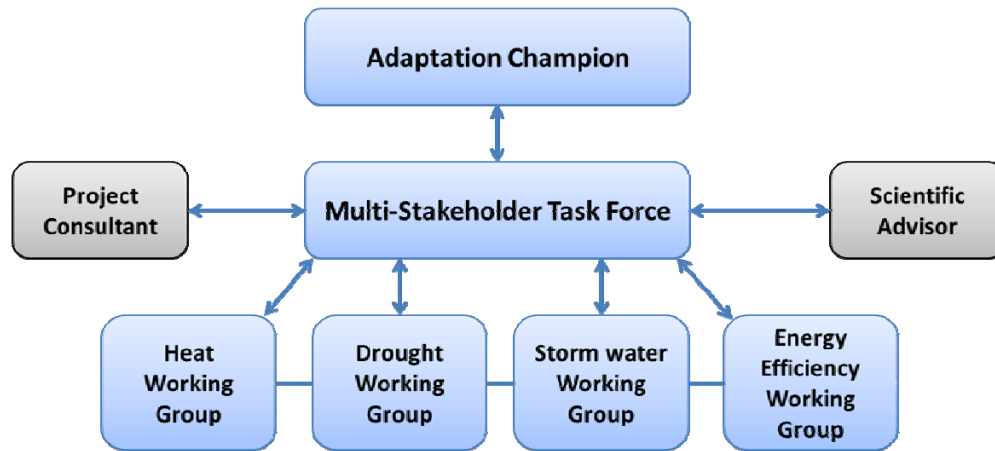 Adaptation Champion
Project
Consultant
Multi-Stakeholder Task Force
Scientific
Advisor
Heat
Working
Group
Drought
Working
Group
Storm water
Working
Group
Energy
Efficiency
Working
Group